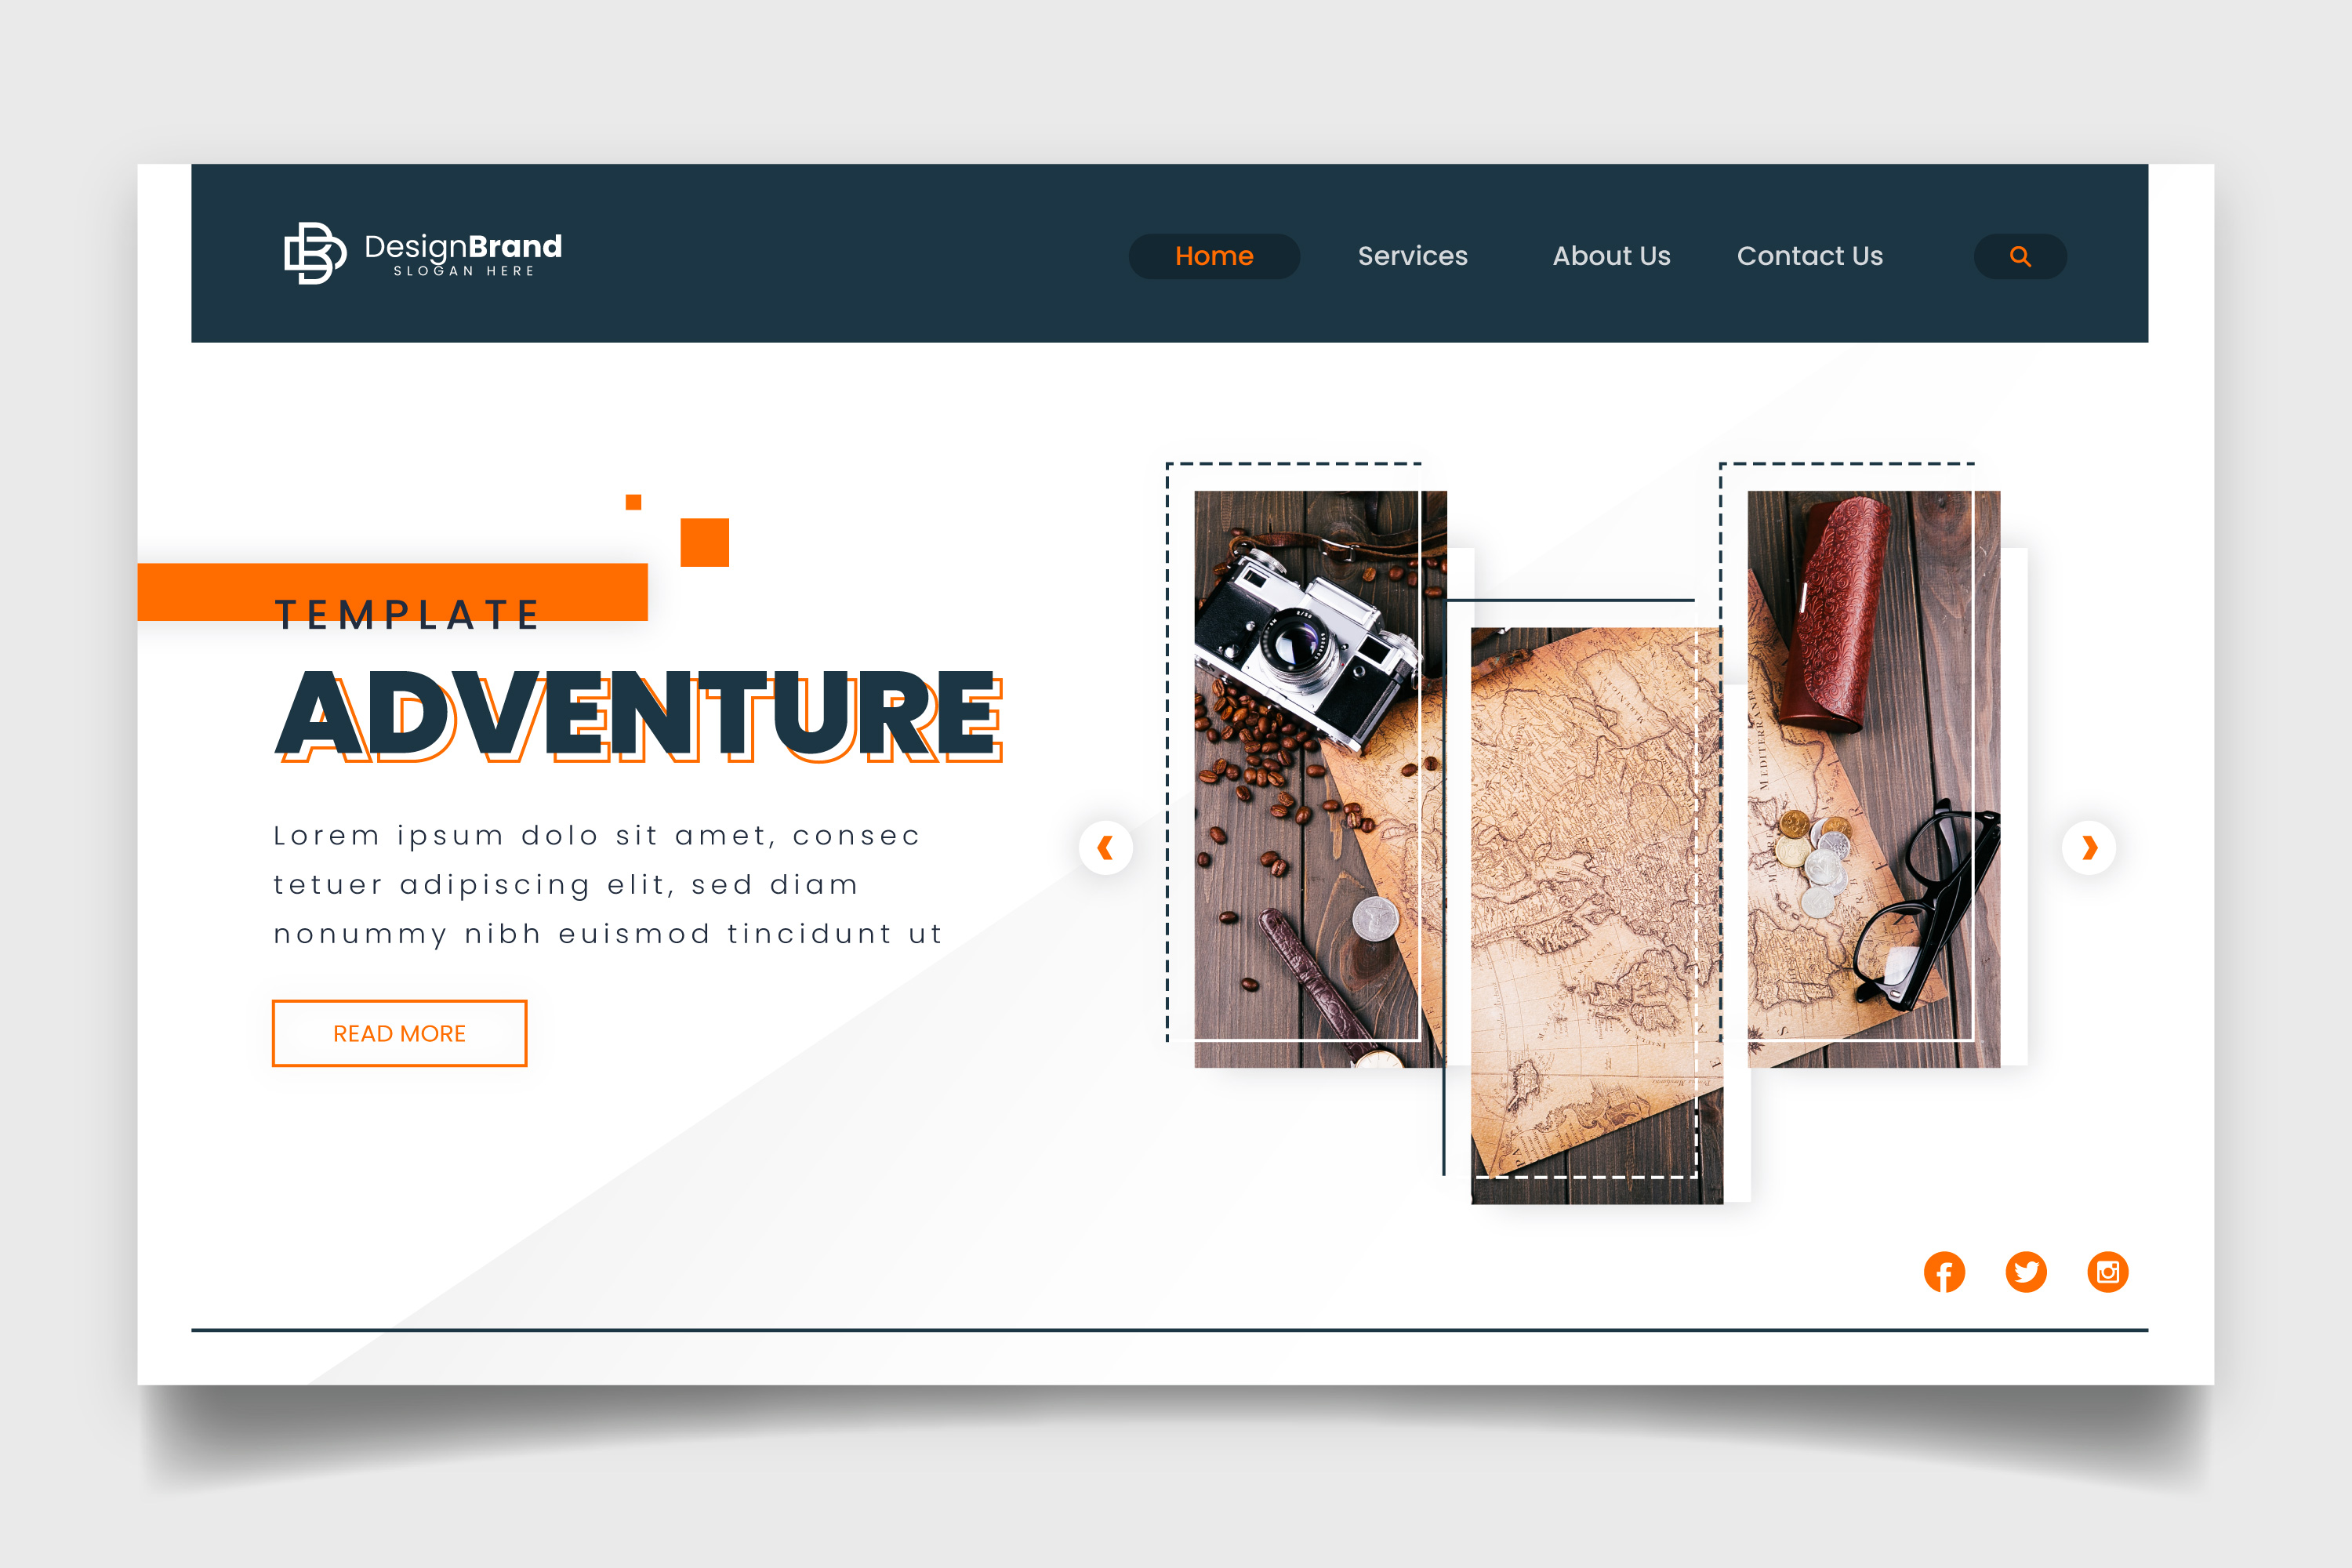 DesignBrand
SLOGAN HERE
Home Services About Us Contact Us
TEMPLATE
ADVENTURE
Lorem ipsum dolo sit amet, consec
tetuer adipiscing elit, sed diam
nonummy nibh euismod tincidunt ut
READ MORE